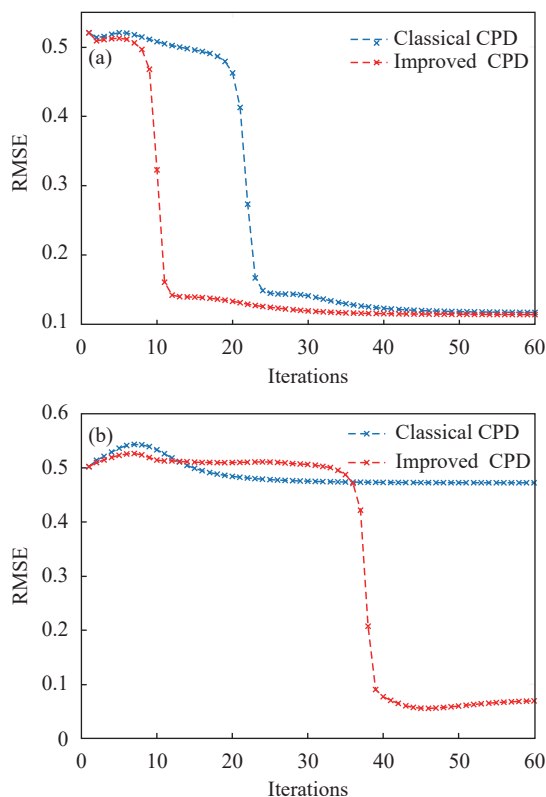 0.5
0.4
0.3
0.2
0.1
RMSE
(a)
Classical CPD
Improved CPD
0 10 20 30 40 50 60
Iterations
0.6
0.5
0.4
0.3
0.2
0.1
0
RMSE
(b)
Classical CPD
Improved CPD
0 10 20 30 40 50 60
Iterations